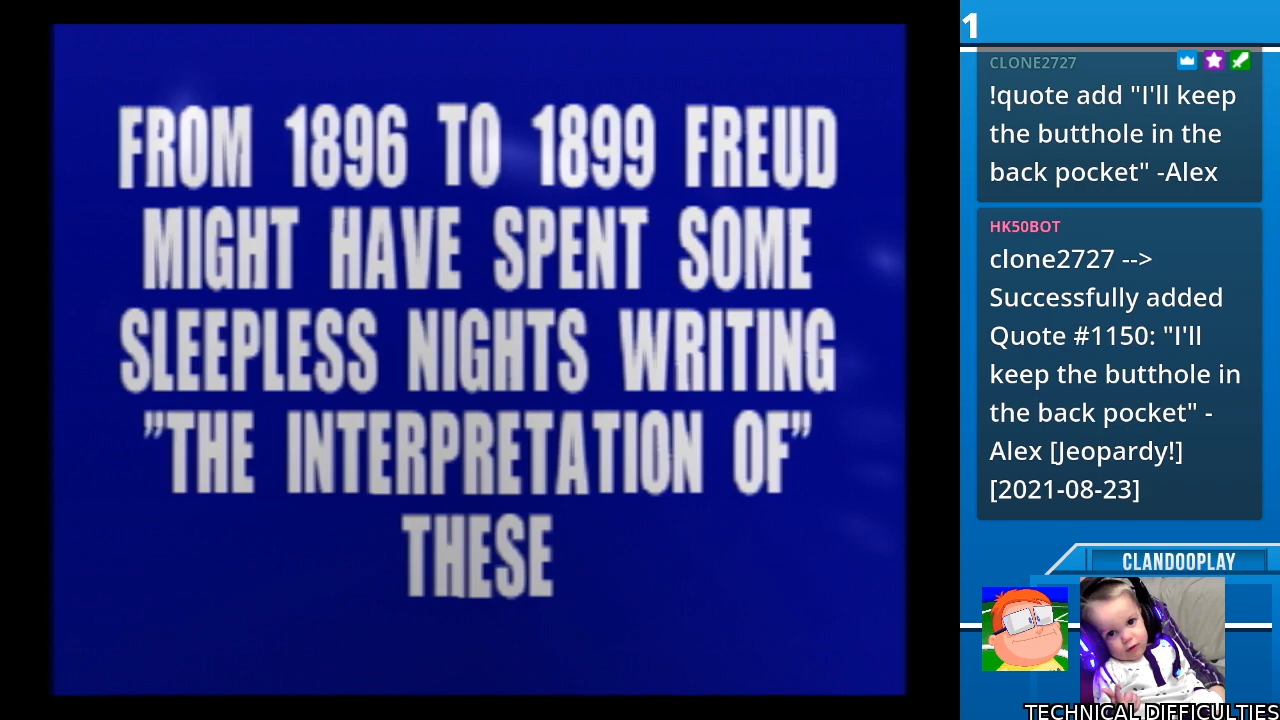 FROM 1896 TO 1899 FREUD
MIGHT HAVE SPENT SOME
SLEEPLESS NIGHTS WRITING
"THE INTERPRETATION OF"
THESE
1
CLONE2727
!quote add "I'll keep
the butthole in the
back pocket" -Alex
HK50BOT
clone2727 -->
Successfully added
Quote #1150: "I'll
keep the butthole in
the back pocket" -
Alex [Jeopardy!]
[2021-08-23]
CLANDOOPLAY
TECHNICAL DIFFICULTIES